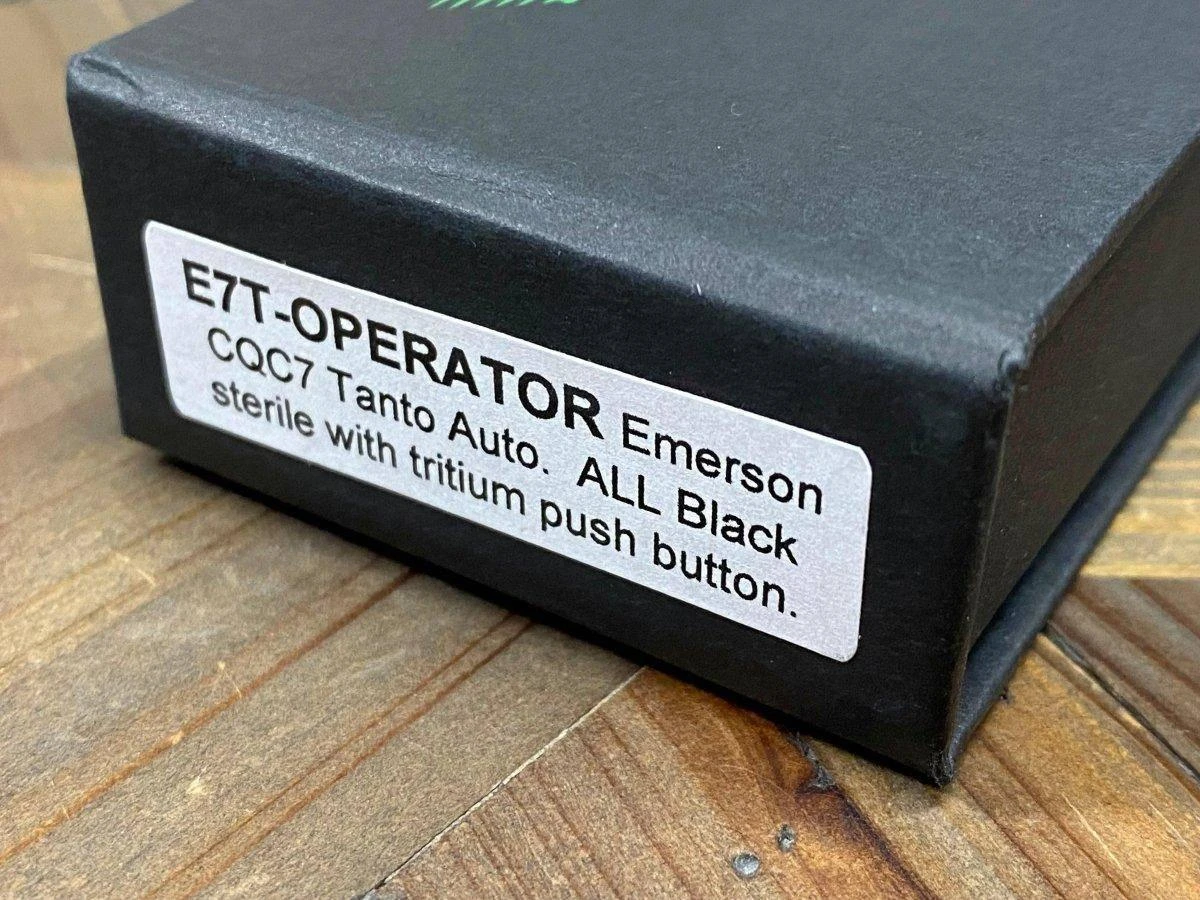 E7T-OPERATOR Emerson
CQC7 Tanto Auto. ALL Black
sterile with tritium push button.